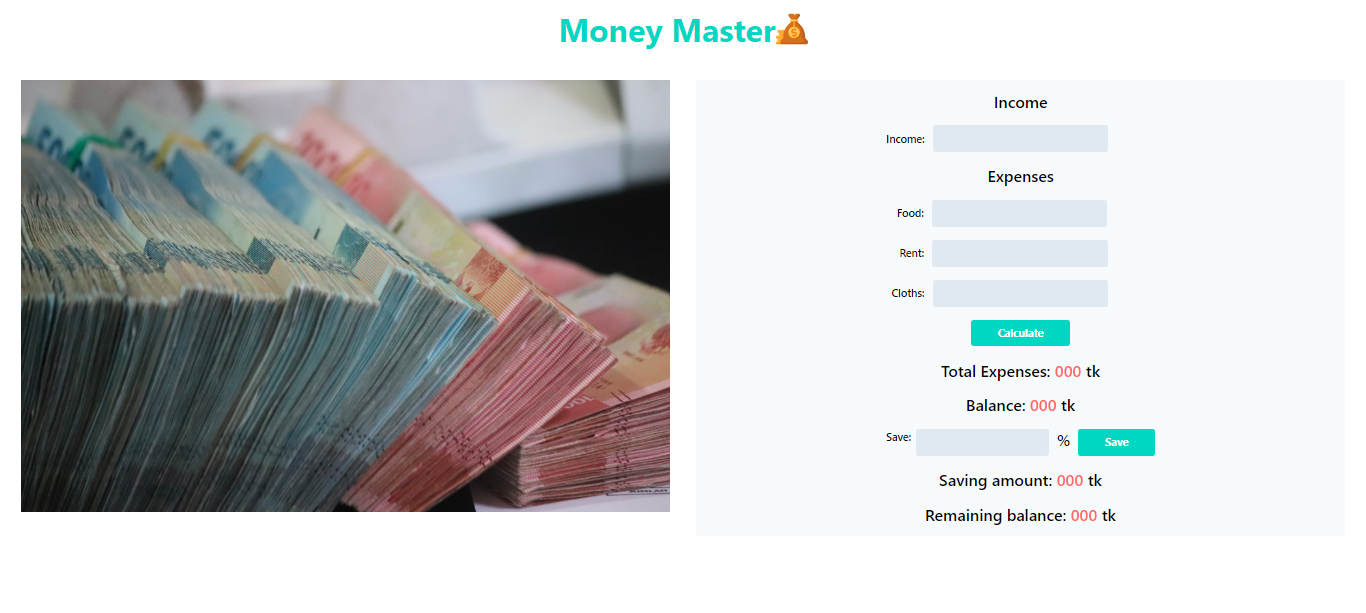 Money Master💰
Income
Income:
Expenses
Food:
Rent:
Cloths:
Calculate
Total Expenses: 000 tk
Balance: 000 tk
Save: % Save
Saving amount: 000 tk
Remaining balance: 000 tk